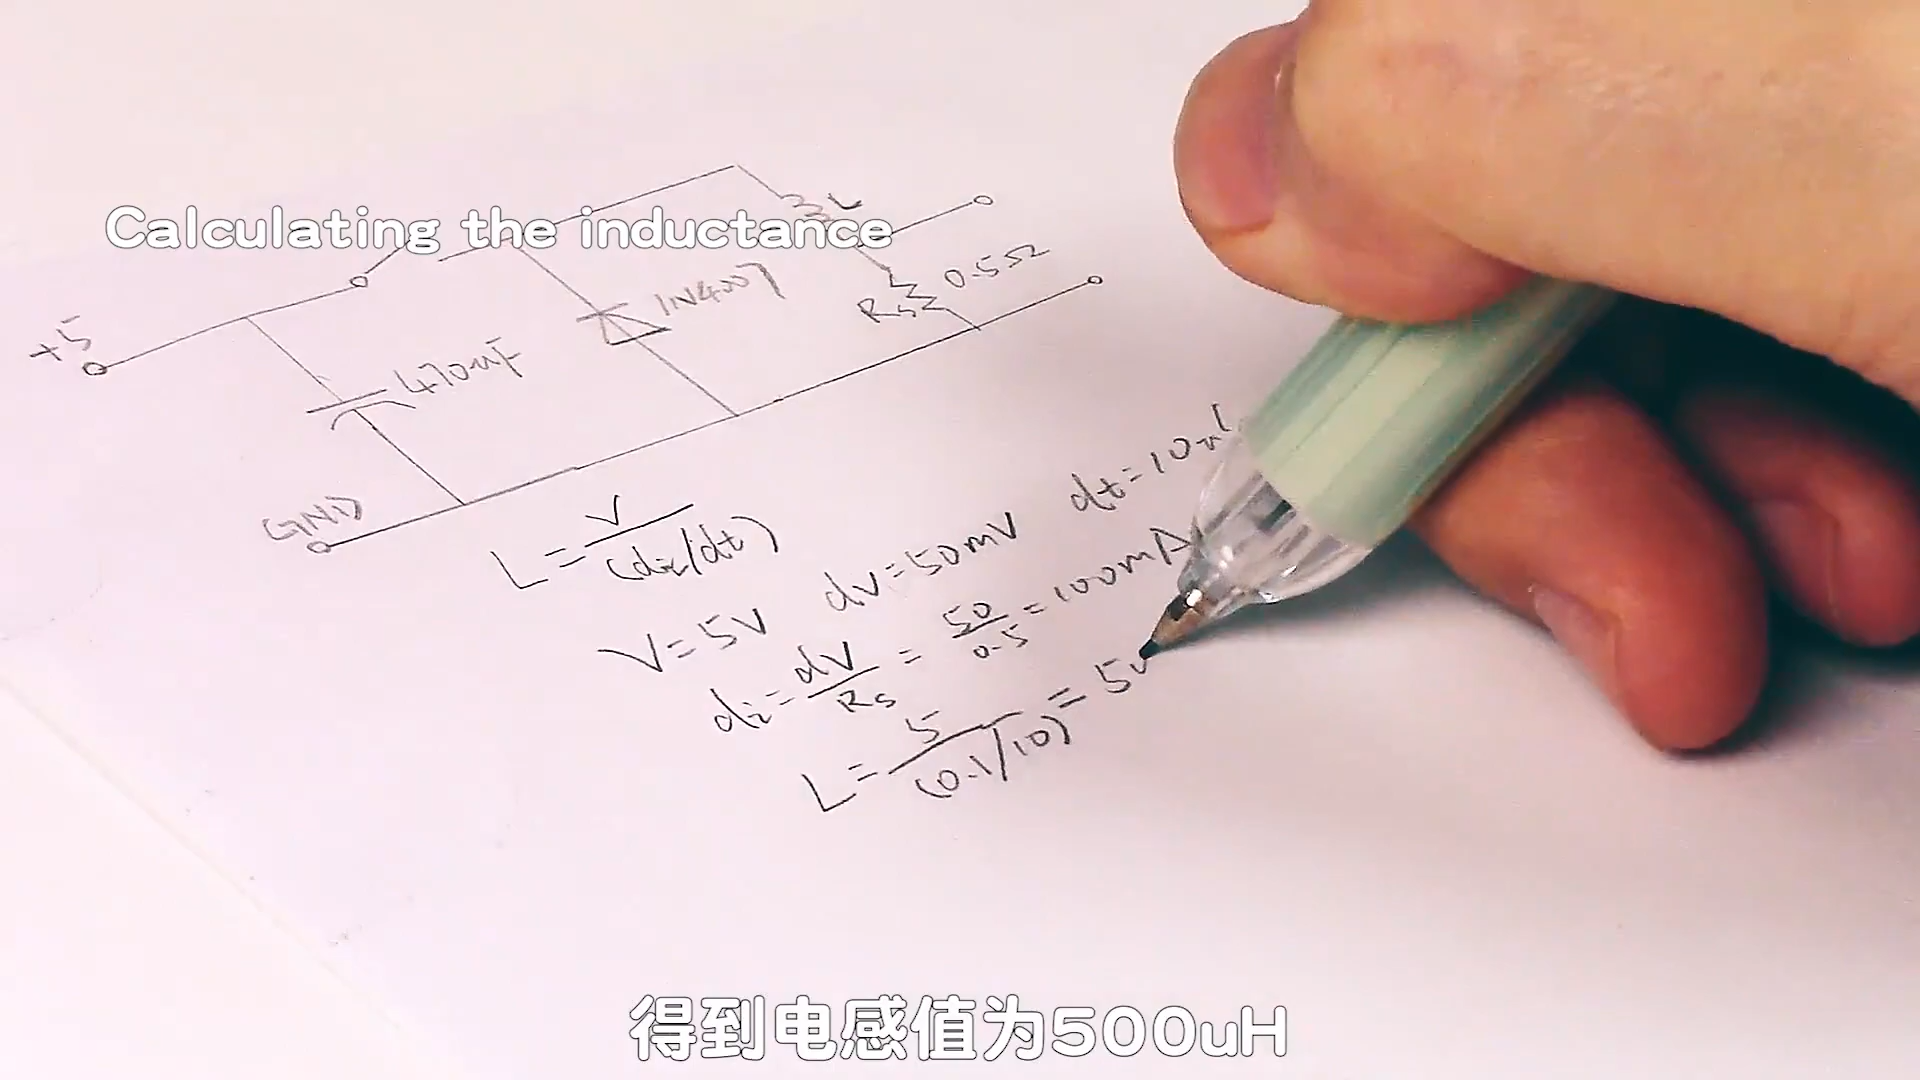 Calculating the inductance
L
+5
1N4007
0.5Ω
Rs
470uF
GND
L = V/(di/dt)
V = 5V dv = 50mV dt = 10u
di = dV/Rs = 50/0.5 = 100mA
L = 5/(0.1/10) = 50
得到电感值为500uH